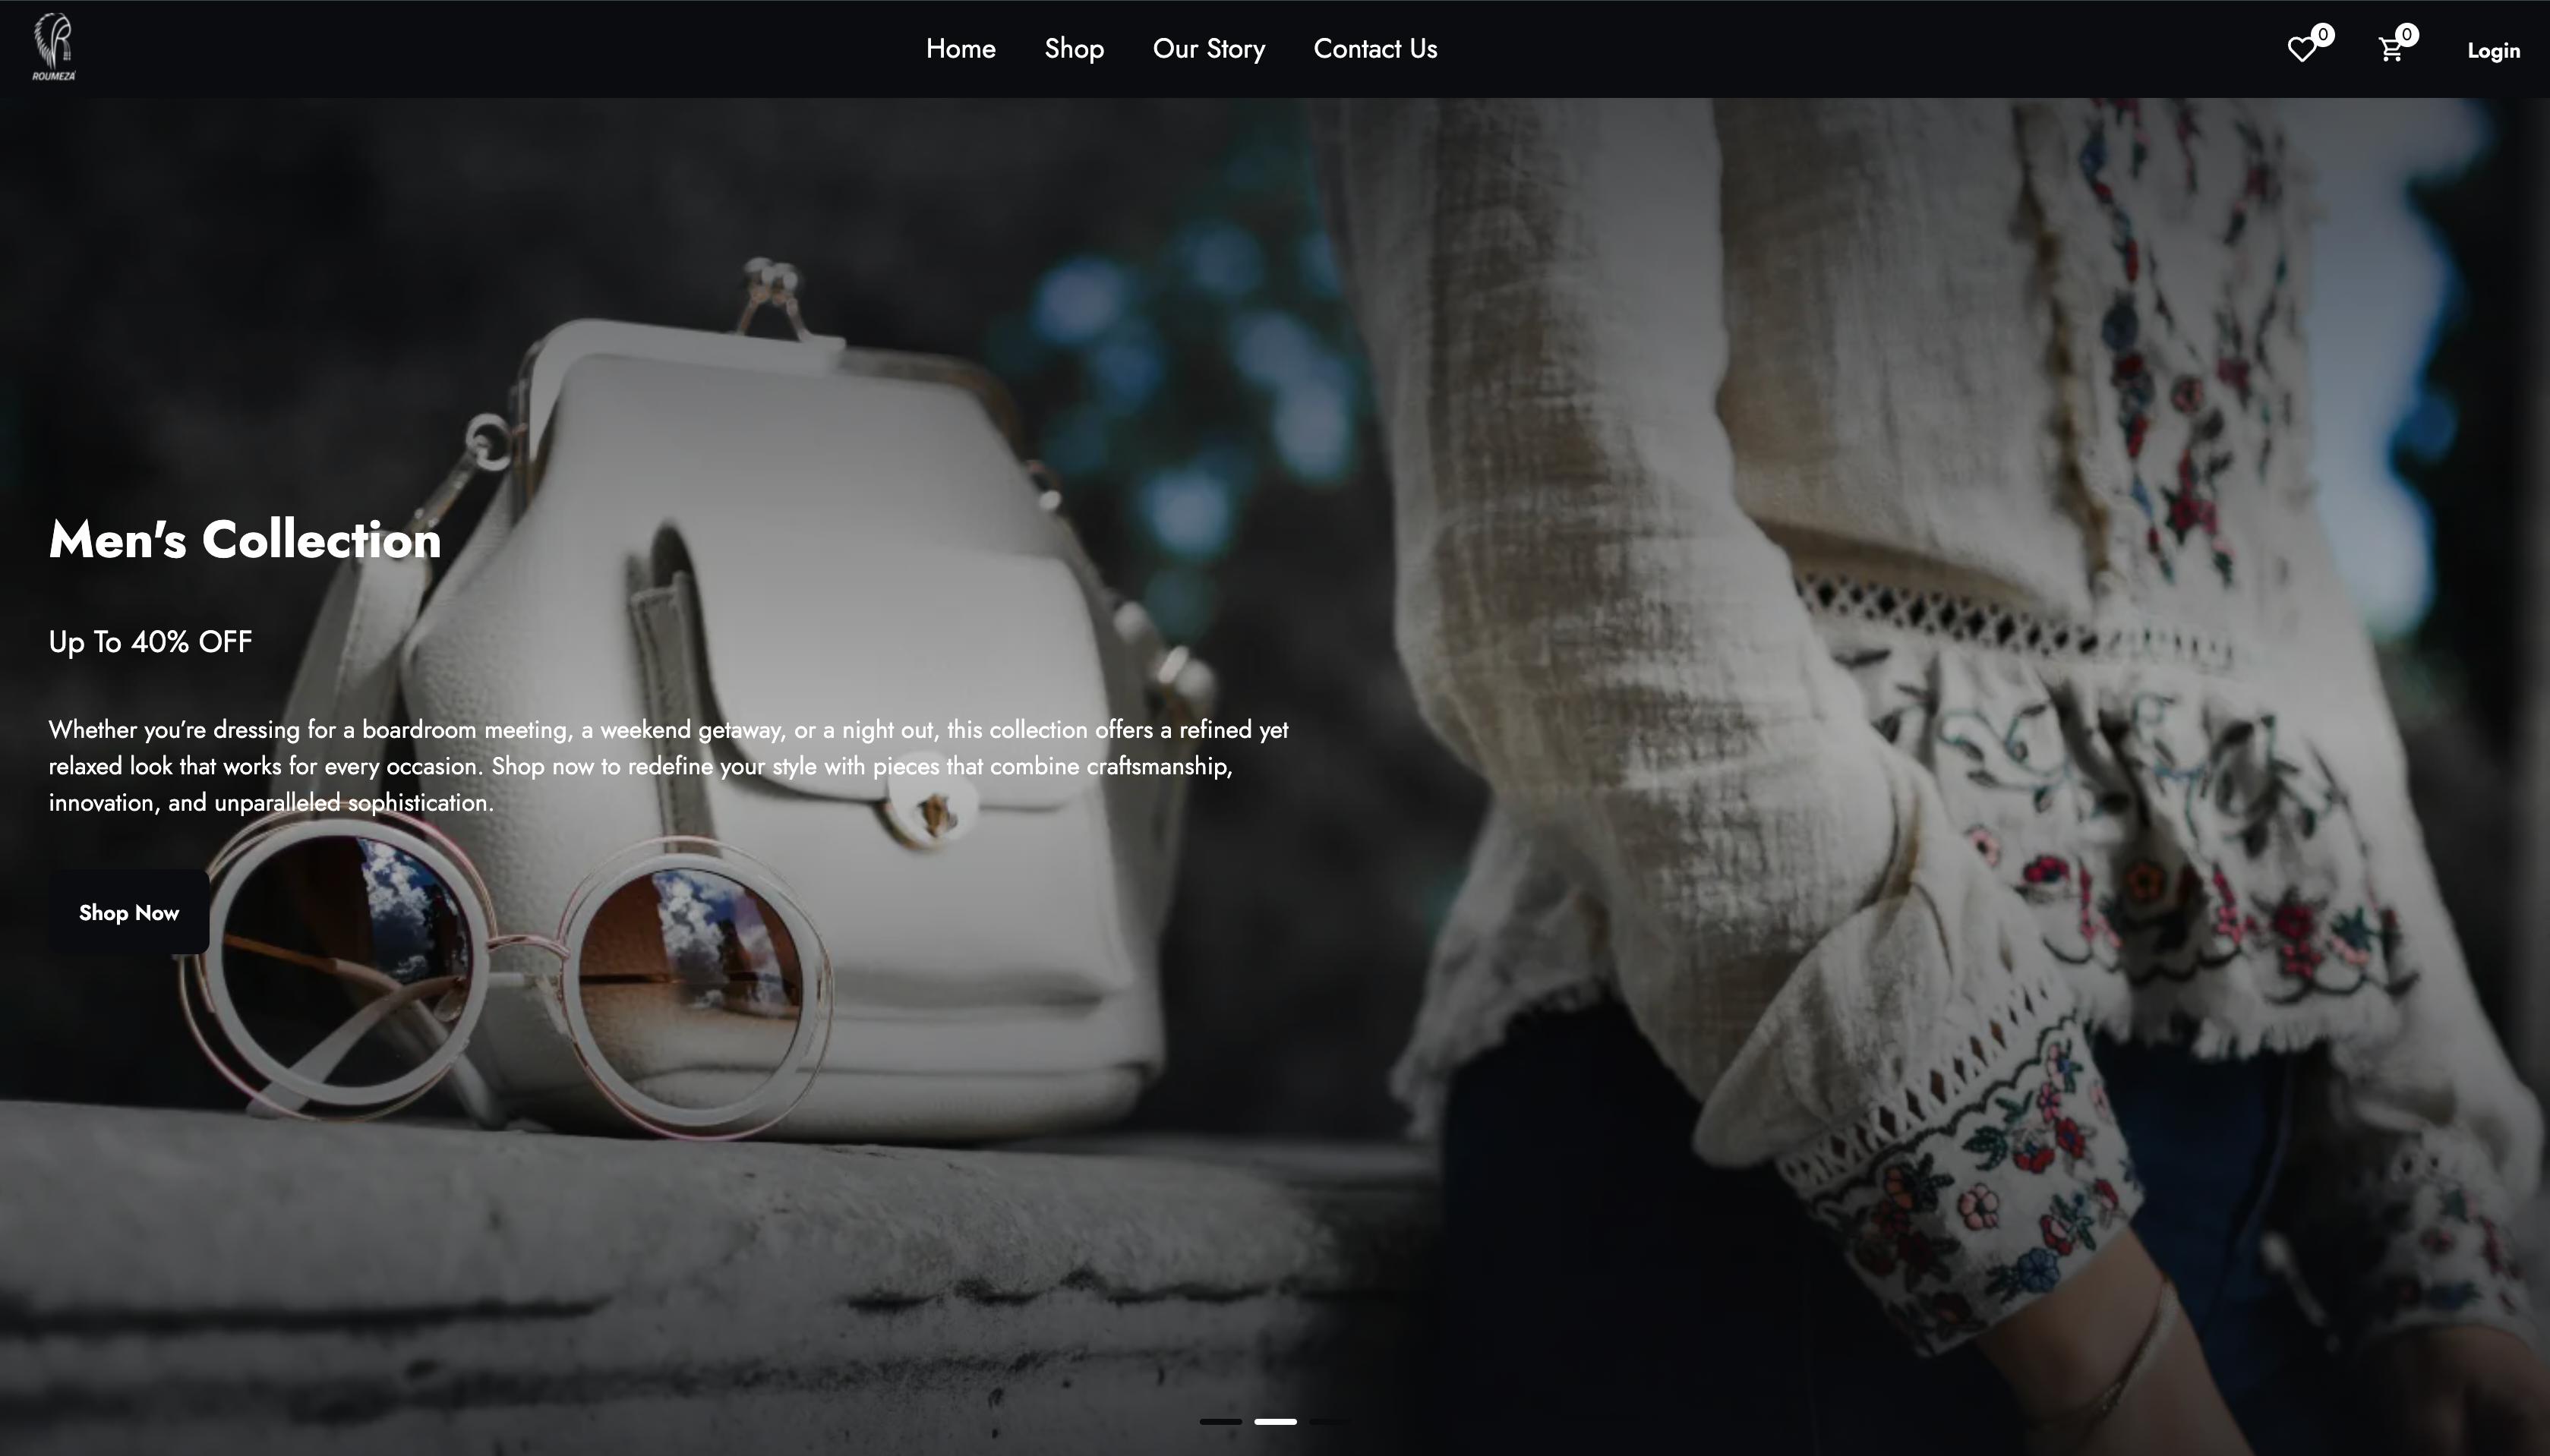 ROUMEZA
Home
Shop
Our Story
Contact Us
0
0
Login
Men's Collection
Up To 40% OFF
Whether you’re dressing for a boardroom meeting, a weekend getaway, or a night out, this collection offers a refined yet
relaxed look that works for every occasion. Shop now to redefine your style with pieces that combine craftsmanship,
innovation, and unparalleled sophistication.
Shop Now